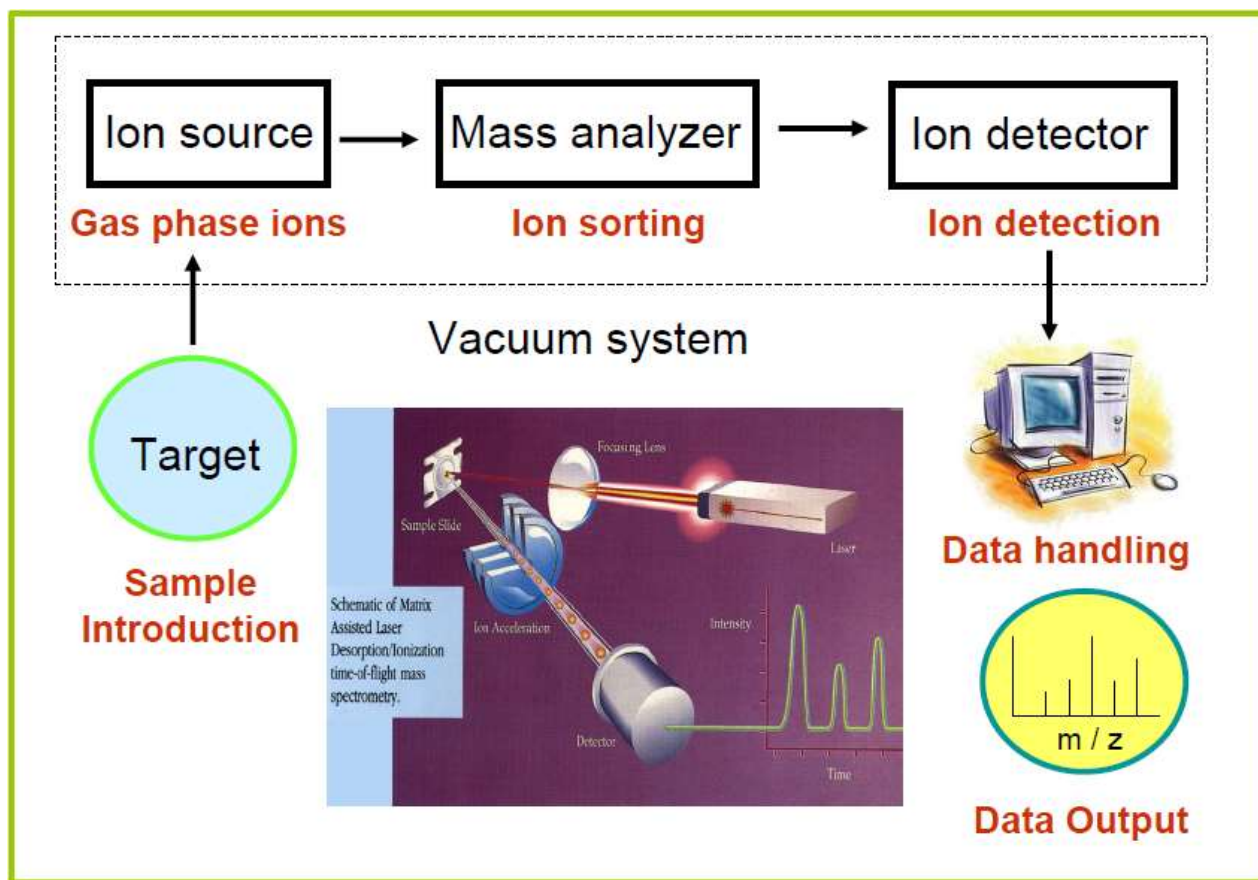 Ion source
Mass analyzer
Ion detector
Gas phase ions
Ion sorting
Ion detection
Vacuum system
Target
Sample
Introduction
Focusing Lens
Sample Slide
Laser
Ion Acceleration
Schematic of Matrix
Assisted Laser
Desorption/Ionization
time-of-flight mass
spectrometry.
Intensity
Detector
Time
Data handling
m / z
Data Output